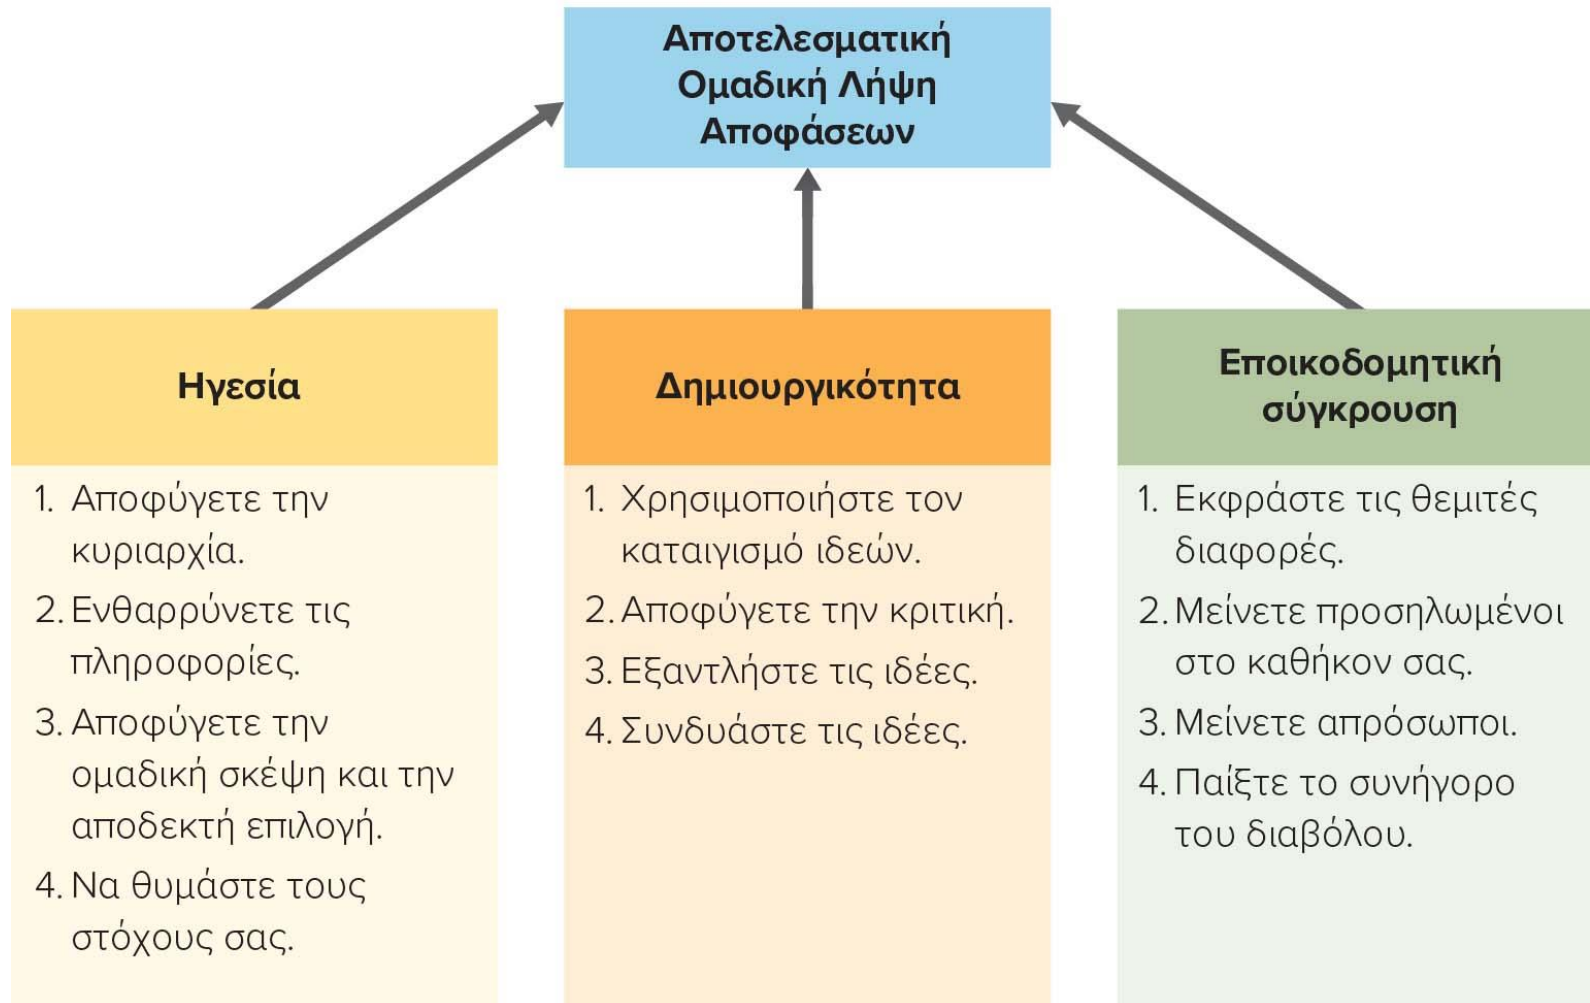 Αποτελεσματική
Ομαδική Λήψη
Αποφάσεων
Ηγεσία
1. Αποφύγετε την
κυριαρχία.
2. Ενθαρρύνετε τις
πληροφορίες.
3. Αποφύγετε την
ομαδική σκέψη και την
αποδεκτή επιλογή.
4. Να θυμάστε τους
στόχους σας.
Δημιουργικότητα
1. Χρησιμοποιήστε τον
καταιγισμό ιδεών.
2. Αποφύγετε την κριτική.
3. Εξαντλήστε τις ιδέες.
4. Συνδυάστε τις ιδέες.
Εποικοδομητική
σύγκρουση
1. Εκφράστε τις θεμιτές
διαφορές.
2. Μείνετε προσηλωμένοι
στο καθήκον σας.
3. Μείνετε απρόσωποι.
4. Παίξτε το συνήγορο
του διαβόλου.